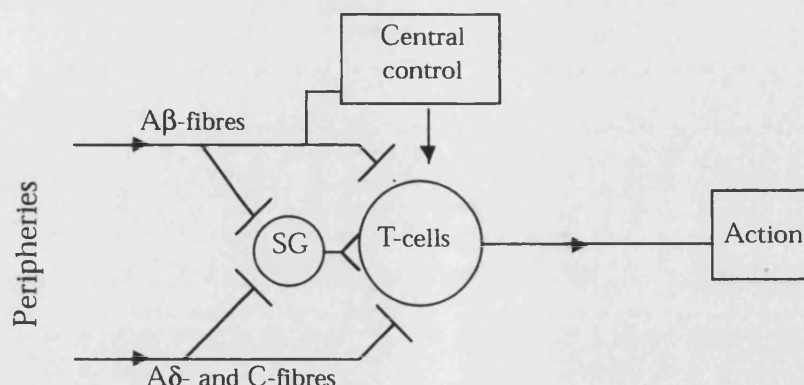 Central
control
Aβ-fibres
Peripheries
SG
T-cells
Action
Aδ- and C-fibres